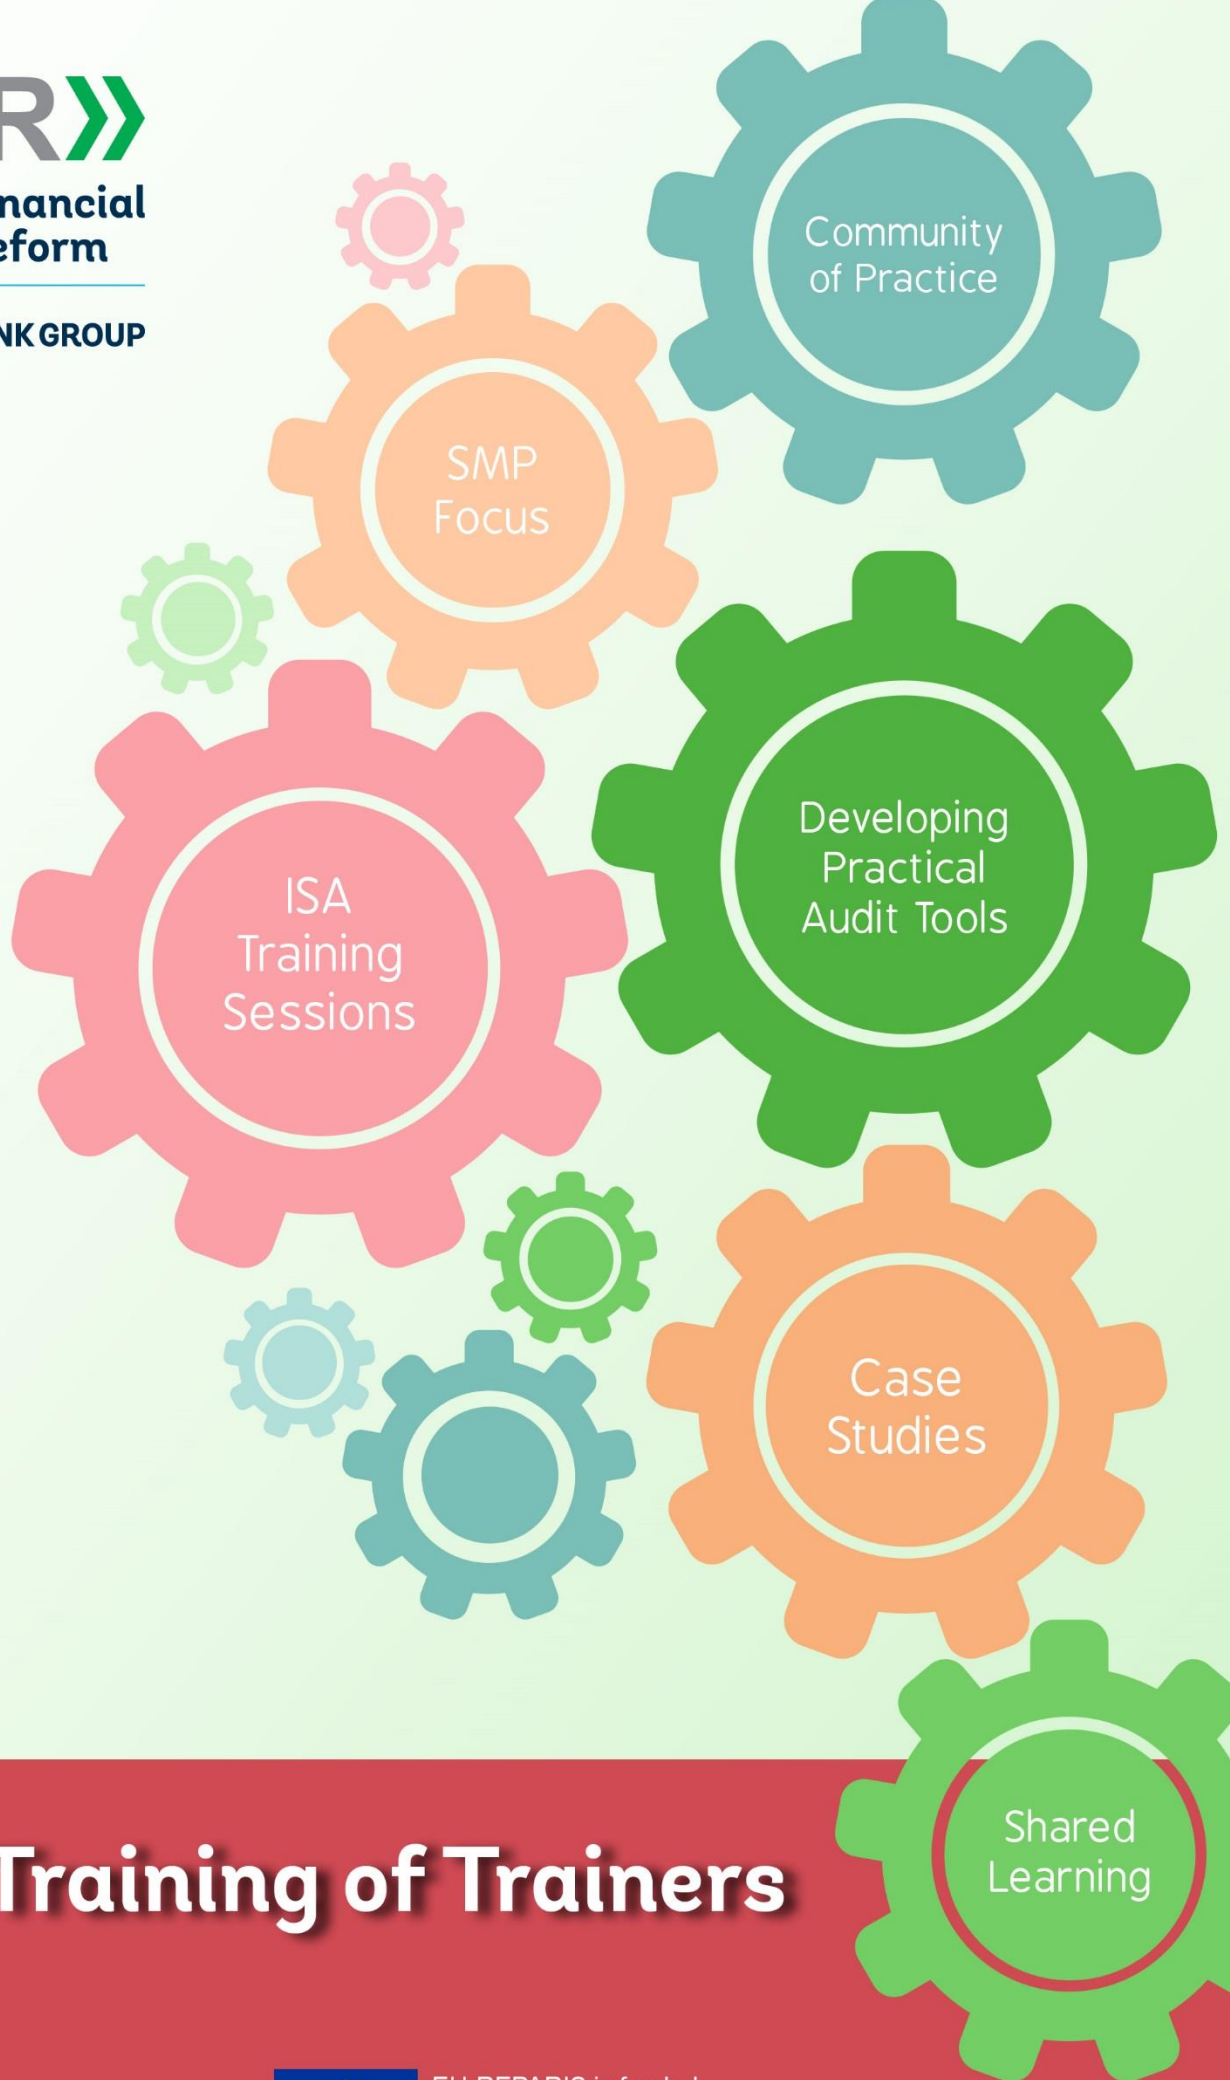 R
nancial
eform
NK GROUP
Community
of Practice
SMP
Focus
Developing
Practical
Audit Tools
ISA
Training
Sessions
Case
Studies
Shared
Learning
Training of Trainers